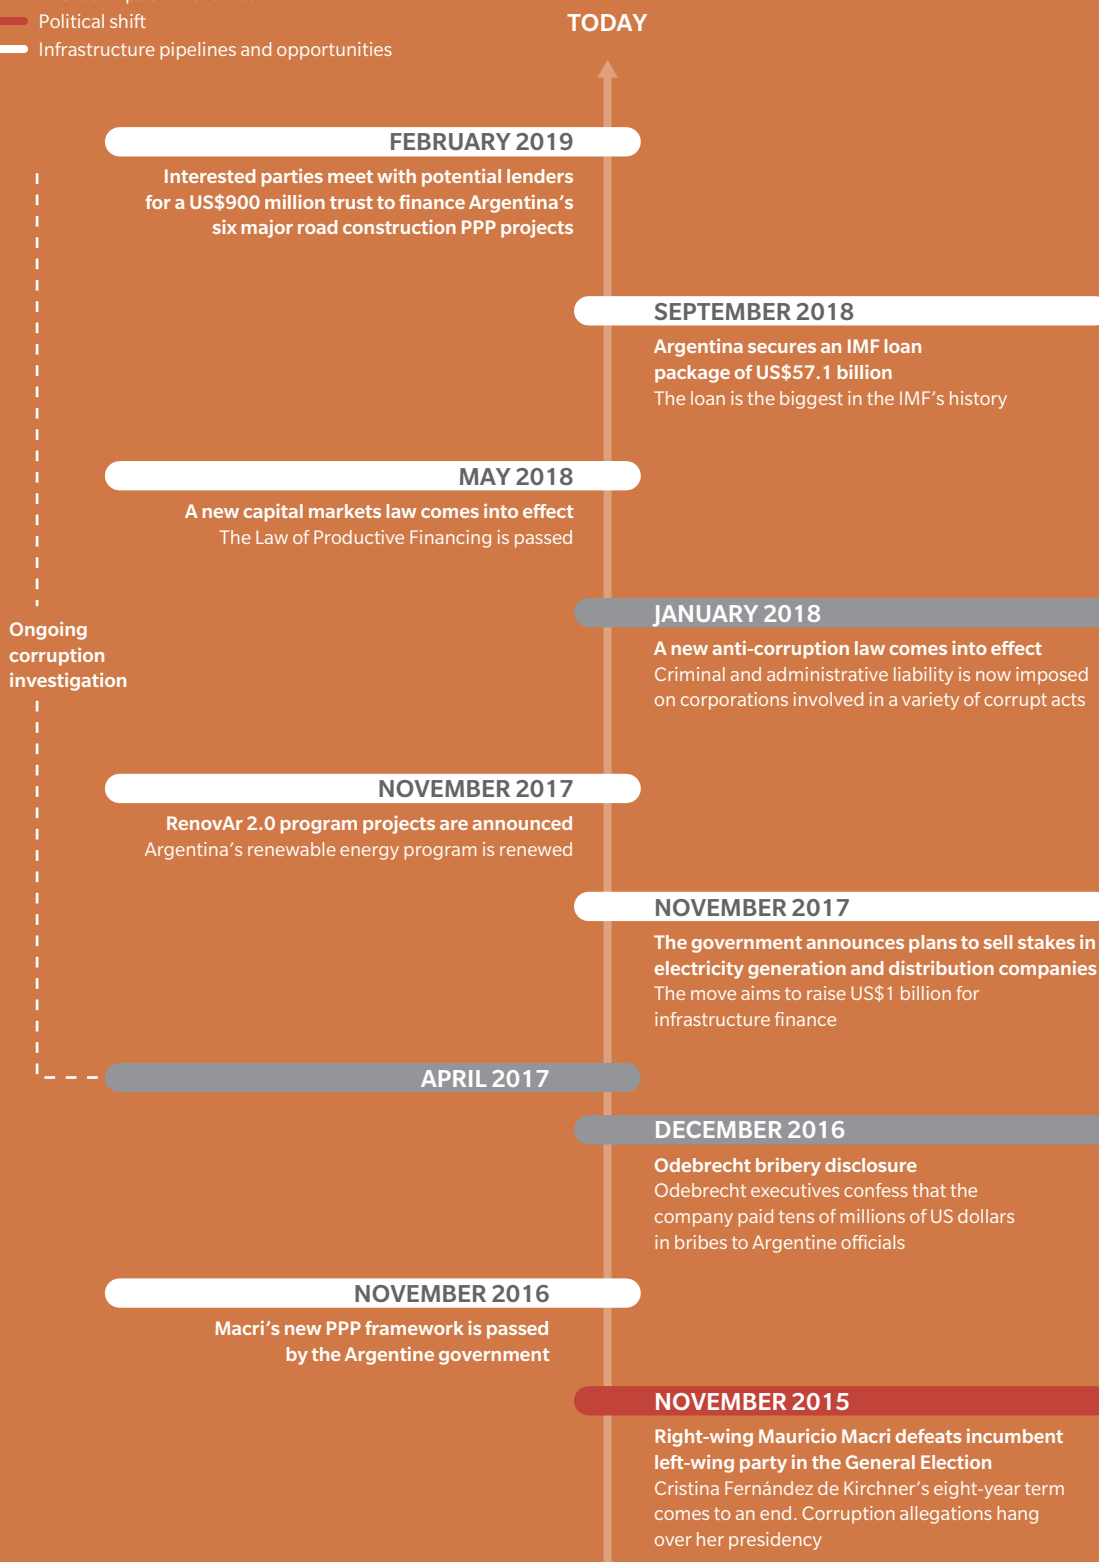 Political shift
Infrastructure pipelines and opportunities
TODAY
FEBRUARY 2019
Interested parties meet with potential lenders
for a US$900 million trust to finance Argentina’s
six major road construction PPP projects
SEPTEMBER 2018
Argentina secures an IMF loan
package of US$57.1 billion
The loan is the biggest in the IMF’s history
MAY 2018
A new capital markets law comes into effect
The Law of Productive Financing is passed
JANUARY 2018
A new anti-corruption law comes into effect
Criminal and administrative liability is now imposed
on corporations involved in a variety of corrupt acts
Ongoing
corruption
investigation
NOVEMBER 2017
RenovAr 2.0 program projects are announced
Argentina’s renewable energy program is renewed
NOVEMBER 2017
The government announces plans to sell stakes in
electricity generation and distribution companies
The move aims to raise US$1 billion for
infrastructure finance
APRIL 2017
DECEMBER 2016
Odebrecht bribery disclosure
Odebrecht executives confess that the
company paid tens of millions of US dollars
in bribes to Argentine officials
NOVEMBER 2016
Macri’s new PPP framework is passed
by the Argentine government
NOVEMBER 2015
Right-wing Mauricio Macri defeats incumbent
left-wing party in the General Election
Cristina Fernández de Kirchner’s eight-year term
comes to an end. Corruption allegations hang
over her presidency